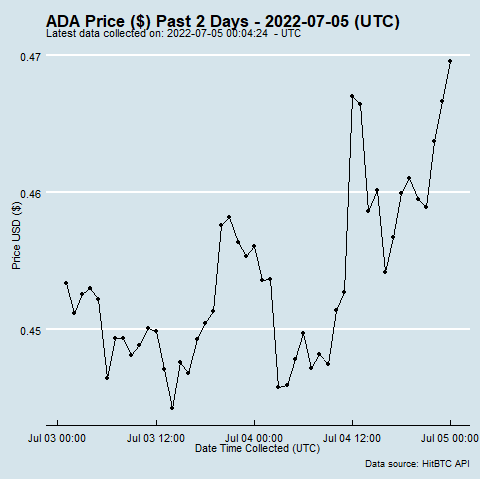 ADA Price ($) Past 2 Days - 2022-07-05 (UTC)
Latest data collected on: 2022-07-05 00:04:24 - UTC
0.47
0.46
0.45
Price USD ($)
Jul 03 00:00 Jul 03 12:00 Jul 04 00:00 Jul 04 12:00 Jul 05 00:00
Date Time Collected (UTC)
Data source: HitBTC API